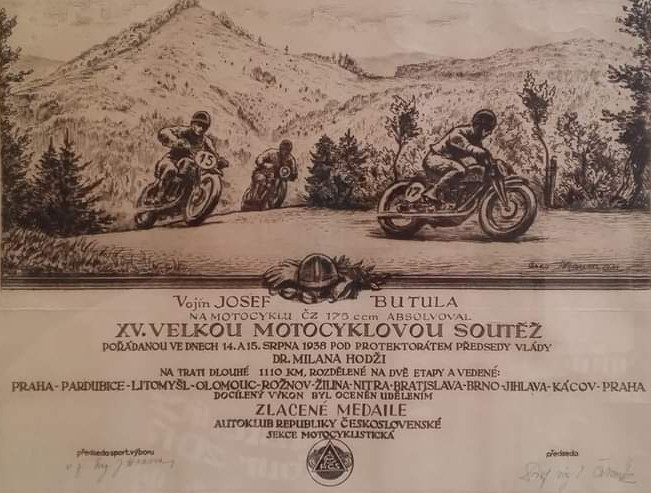 15
12
Vojín JOSEF BUTULA
NA MOTOCYKLU ČZ 175 ccm ABSOLVOVAL
XV. VELKOU MOTOCYKLOVOU SOUTĚŽ
POŘÁDANOU VE DNECH 14. A 15. SRPNA 1938 POD PROTEKTORÁTEM PŘEDSEDY VLÁDY
DR. MILANA HODŽI
NA TRATI DLOUHÉ 1110 KM, ROZDĚLENÉ NA DVĚ ETAPY A VEDENÉ:
PRAHA - PARDUBICE - LITOMYŠL - OLOMOUC - ROŽNOV - ŽILINA - NITRA - BRATISLAVA - BRNO - JIHLAVA - KÁCOV - PRAHA
DOCÍLENÝ VÝKON BYL OCENĚN UDĚLENÍM
ZLACENÉ MEDAILE
AUTOKLUB REPUBLIKY ČESKOSLOVENSKÉ
SEKCE MOTOCYKLISTICKÁ
předseda sport. výboru
předseda